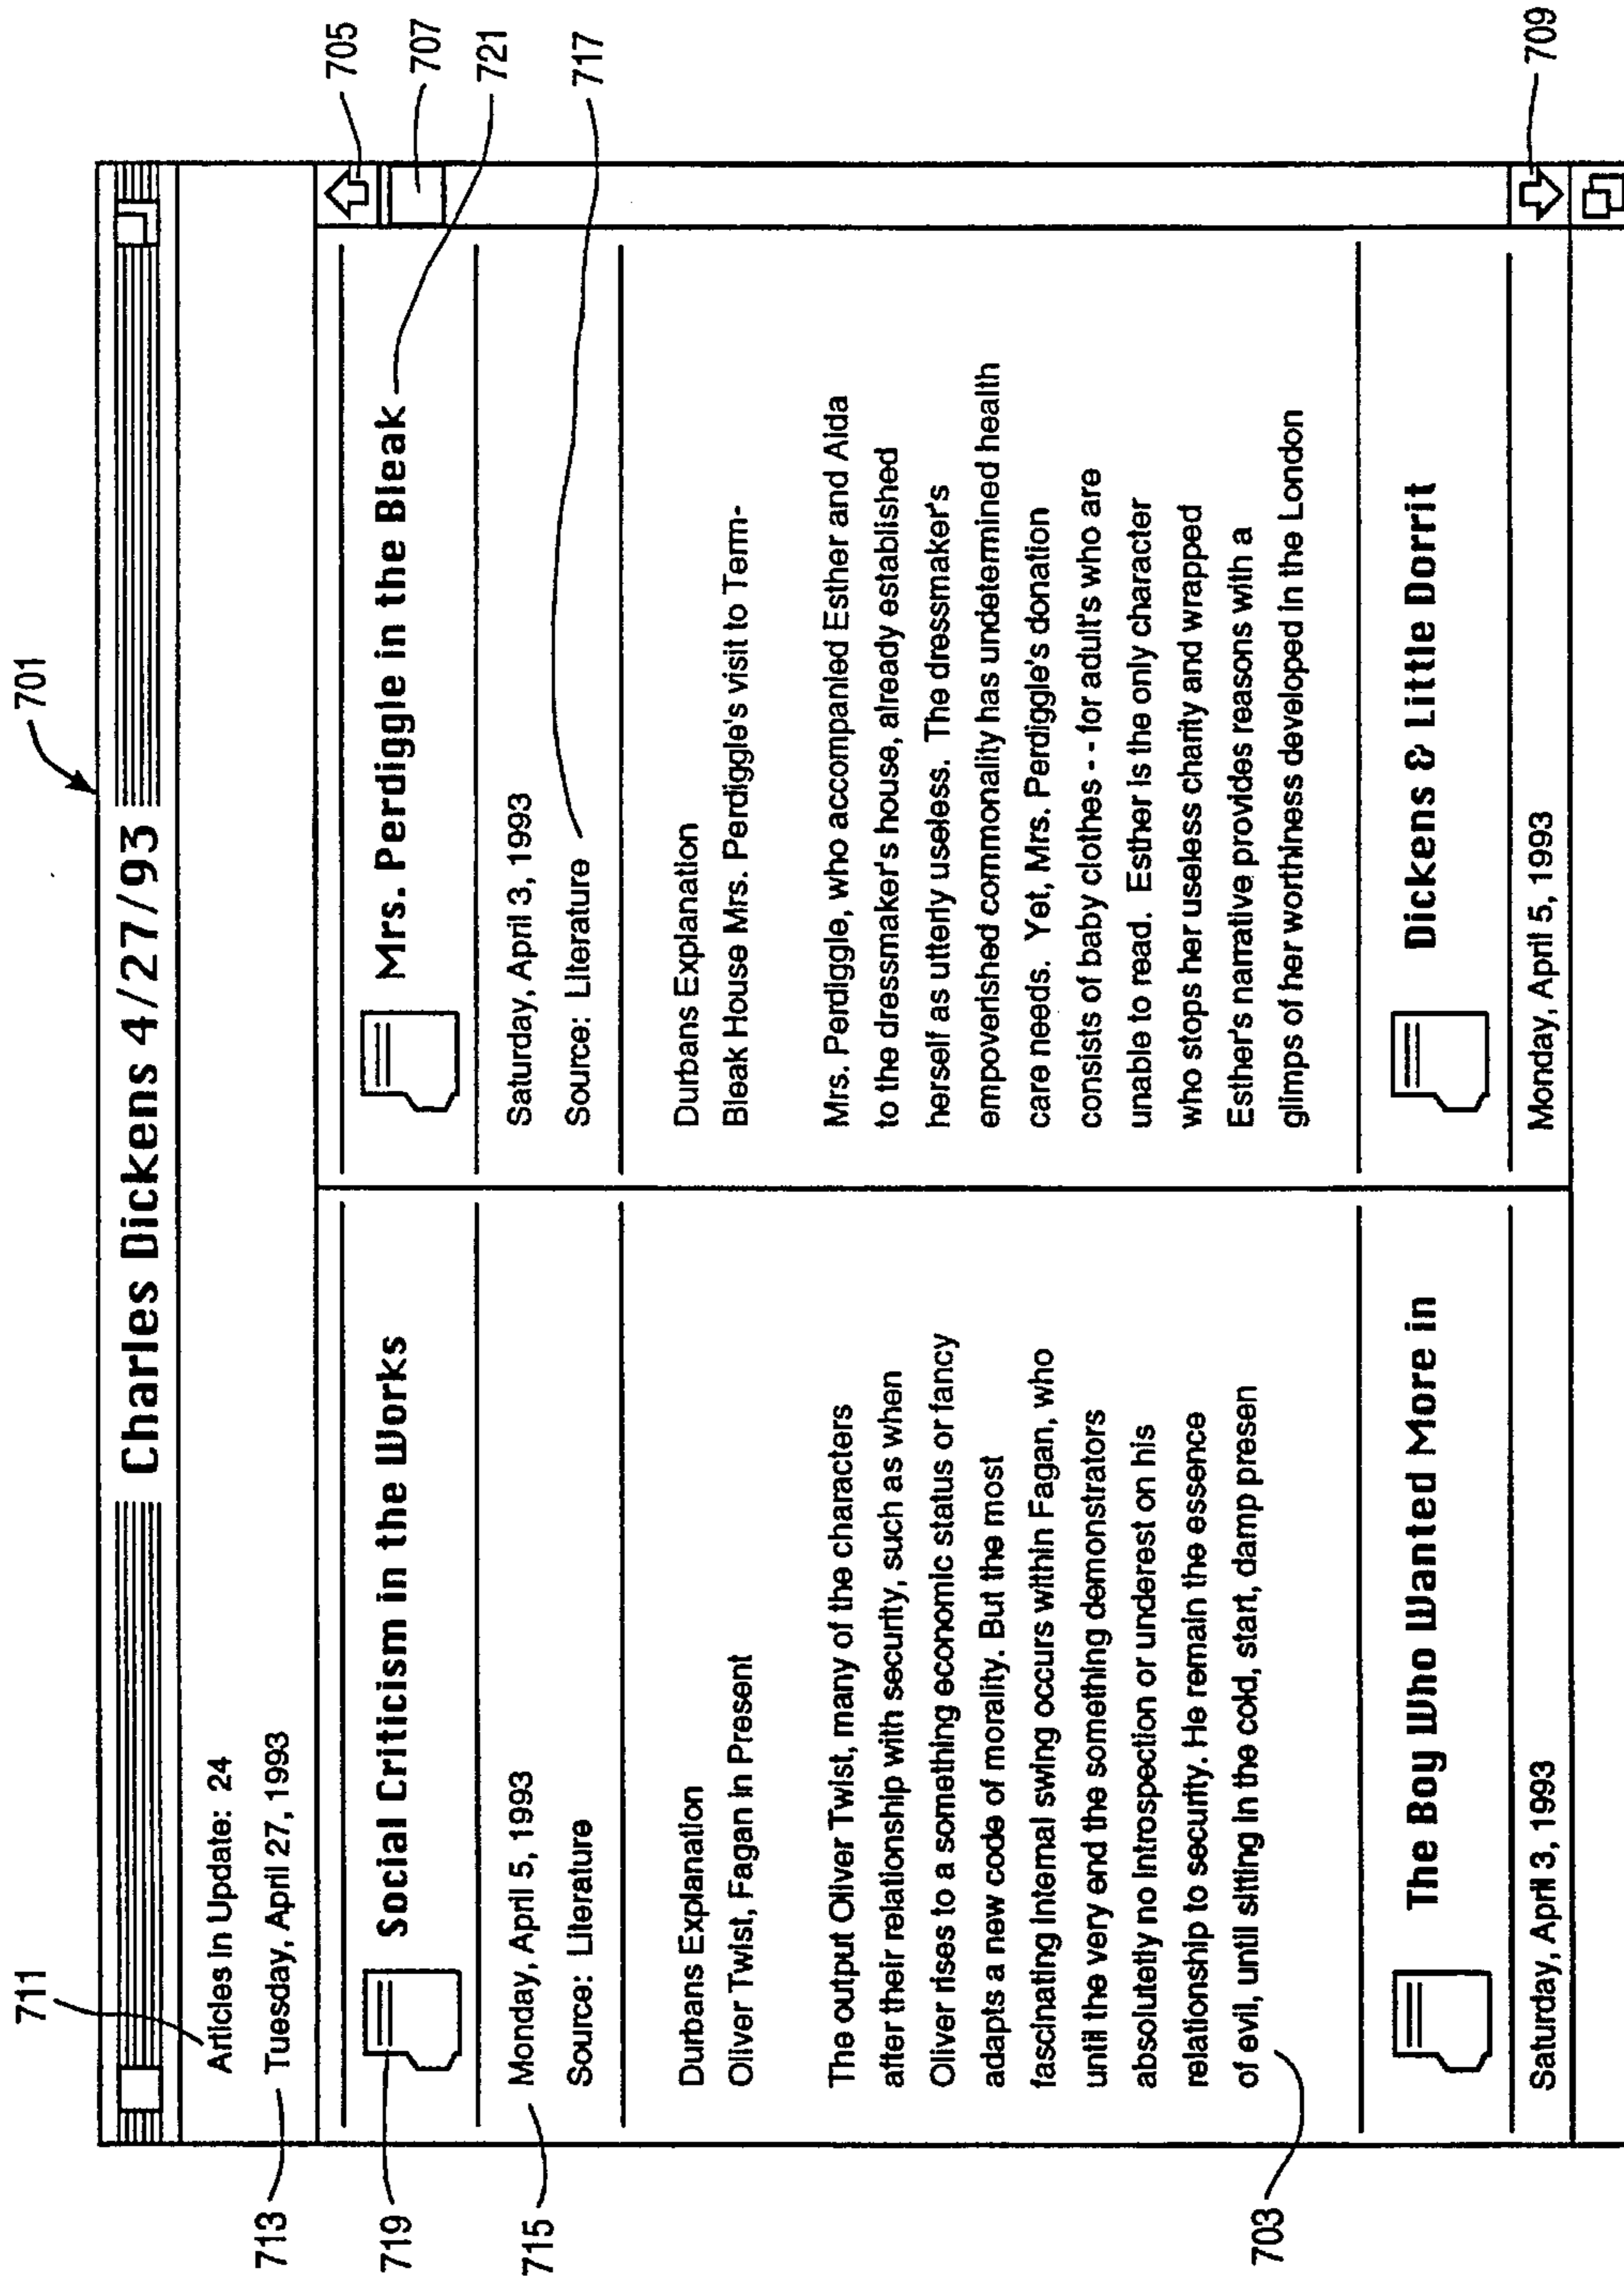 701
Charles Dickens 4/27/93
711
Articles in Update: 24
713
Tuesday, April 27, 1993
719
Social Criticism in the Works
715
Monday, April 5, 1993
Source: Literature
Durbans Explanation
Oliver Twist, Fagan in Present
The output Oliver Twist, many of the characters
after their relationship with security, such as when
Oliver rises to a something economic status or fancy
adapts a new code of morality. But the most
fascinating internal swing occurs within Fagan, who
until the very end the something demonstrators
absolutetly no introspection or underest on his
relationship to security. He remain the essence
of evil, until sitting in the cold, start, damp presen
703
The Boy Who Wanted More in
Saturday, April 3, 1993
Mrs. Perdiggle in the Bleak
Saturday, April 3, 1993
Source: Literature
Durbans Explanation
Bleak House Mrs. Perdiggle's visit to Term-
Mrs. Perdiggle, who accompanied Esther and Aida
to the dressmaker's house, already established
herself as utterly useless. The dressmaker's
empoverished commonality has undetermined health
care needs. Yet, Mrs. Perdiggle's donation
consists of baby clothes - - for adult's who are
unable to read. Esther is the only character
who stops her useless charity and wrapped
Esther's narrative provides reasons with a
glimps of her worthiness developed in the London
Dickens & Little Dorrit
Monday, April 5, 1993
705
707
721
717
709